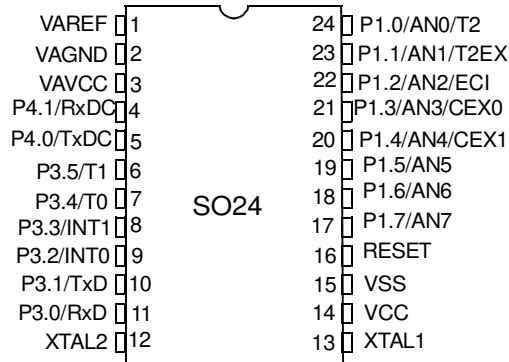 VAREF 1 24 P1.0/AN0/T2
VAGND 2 23 P1.1/AN1/T2EX
VAVCC 3 22 P1.2/AN2/ECI
P4.1/RxDC 4 21 P1.3/AN3/CEX0
P4.0/TxDC 5 20 P1.4/AN4/CEX1
P3.5/T1 6 19 P1.5/AN5
P3.4/T0 7 18 P1.6/AN6
SO24
P3.3/INT1 8 17 P1.7/AN7
P3.2/INT0 9 16 RESET
P3.1/TxD 10 15 VSS
P3.0/RxD 11 14 VCC
XTAL2 12 13 XTAL1